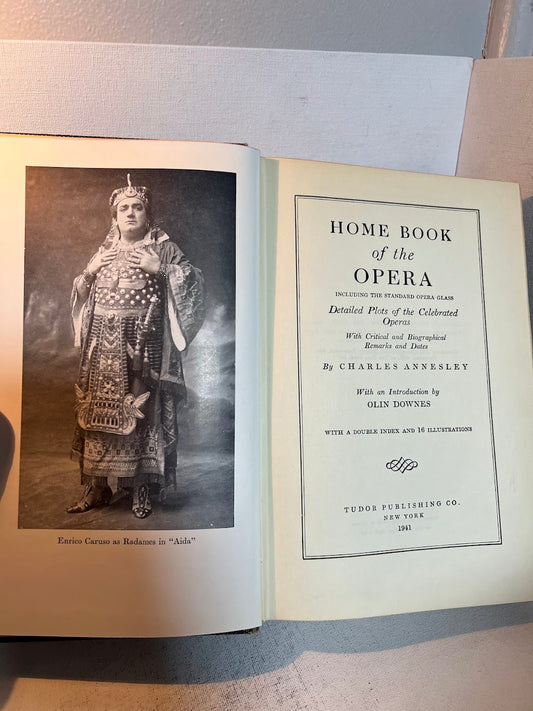 Enrico Caruso as Radames in "Aida"
HOME BOOK
of the
OPERA
INCLUDING THE STANDARD OPERA GLASS
Detailed Plots of the Celebrated
Operas
With Critical and Biographical
Remarks and Dates
By CHARLES ANNESLEY
With an Introduction by
OLIN DOWNES
WITH A DOUBLE INDEX AND 16 ILLUSTRATIONS
TUDOR PUBLISHING CO.
NEW YORK
1941